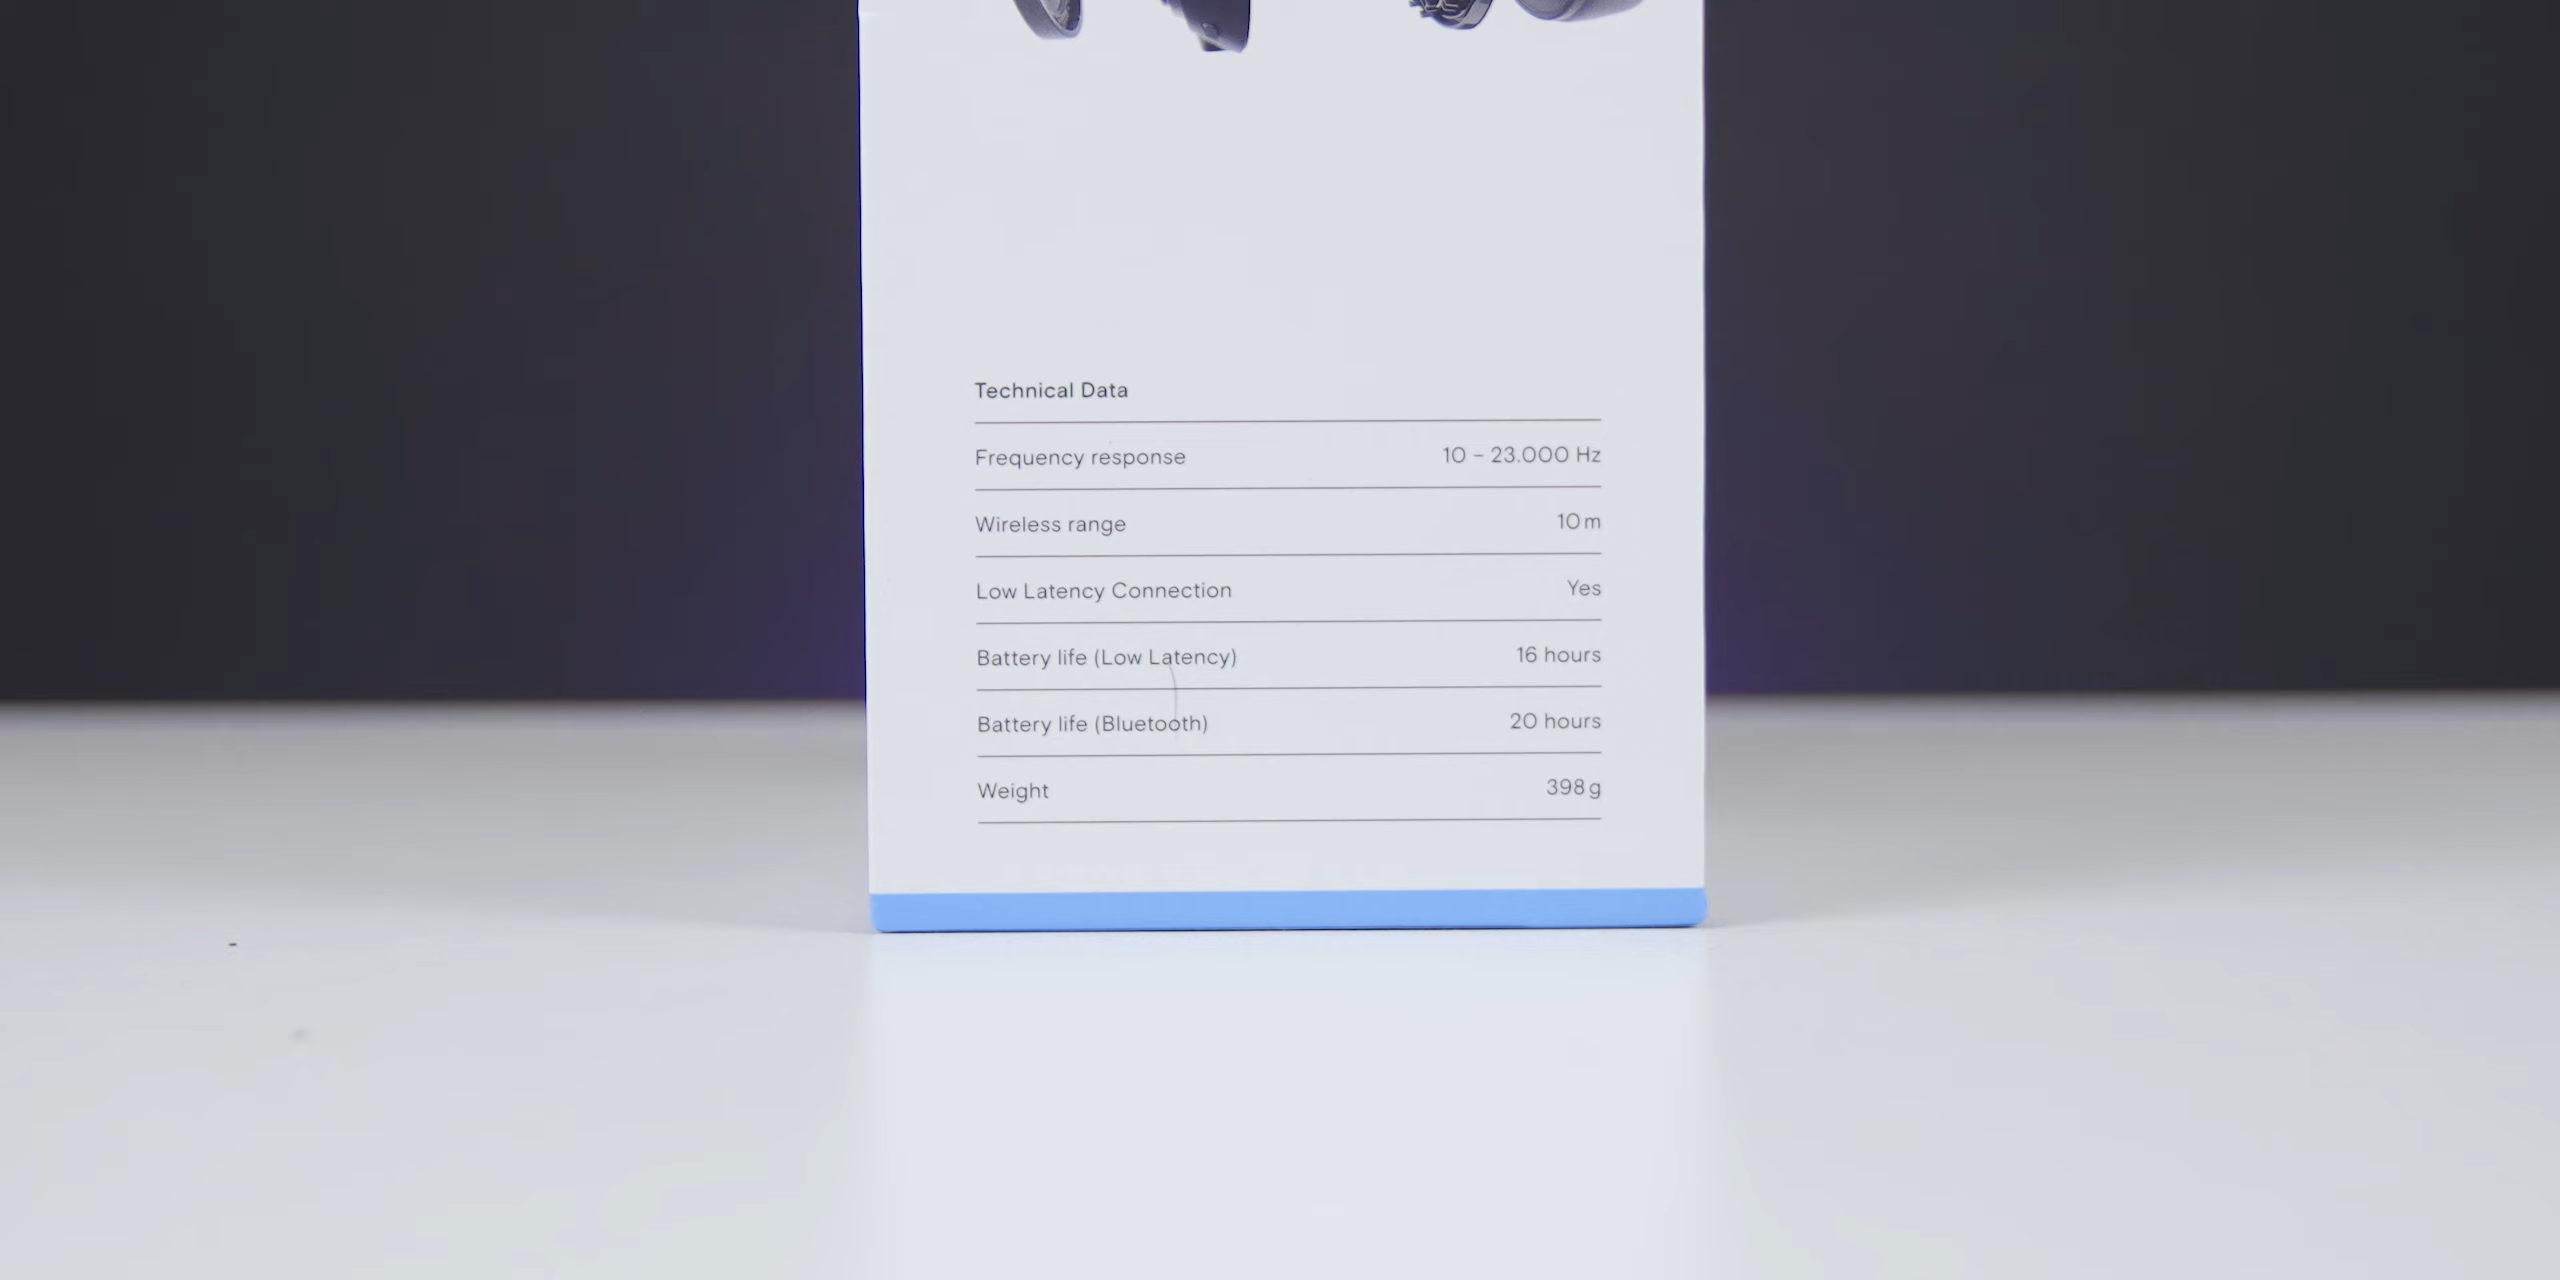 Technical Data
Frequency response 10 – 23.000 Hz
Wireless range 10 m
Low Latency Connection Yes
Battery life (Low Latency) 16 hours
Battery life (Bluetooth) 20 hours
Weight 398 g